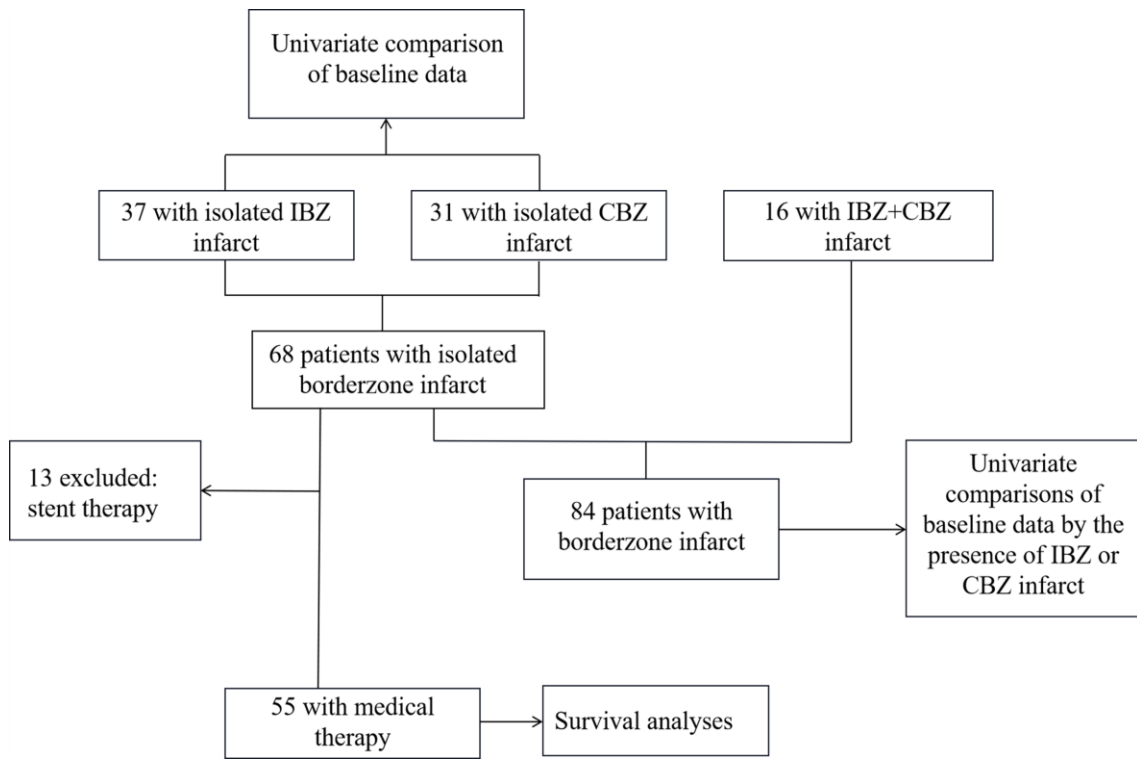 Univariate comparison
of baseline data
37 with isolated IBZ
infarct
31 with isolated CBZ
infarct
16 with IBZ+CBZ
infarct
68 patients with isolated
borderzone infarct
13 excluded:
stent therapy
84 patients with
borderzone infarct
Univariate
comparisons of
baseline data by the
presence of IBZ or
CBZ infarct
55 with medical
therapy
Survival analyses